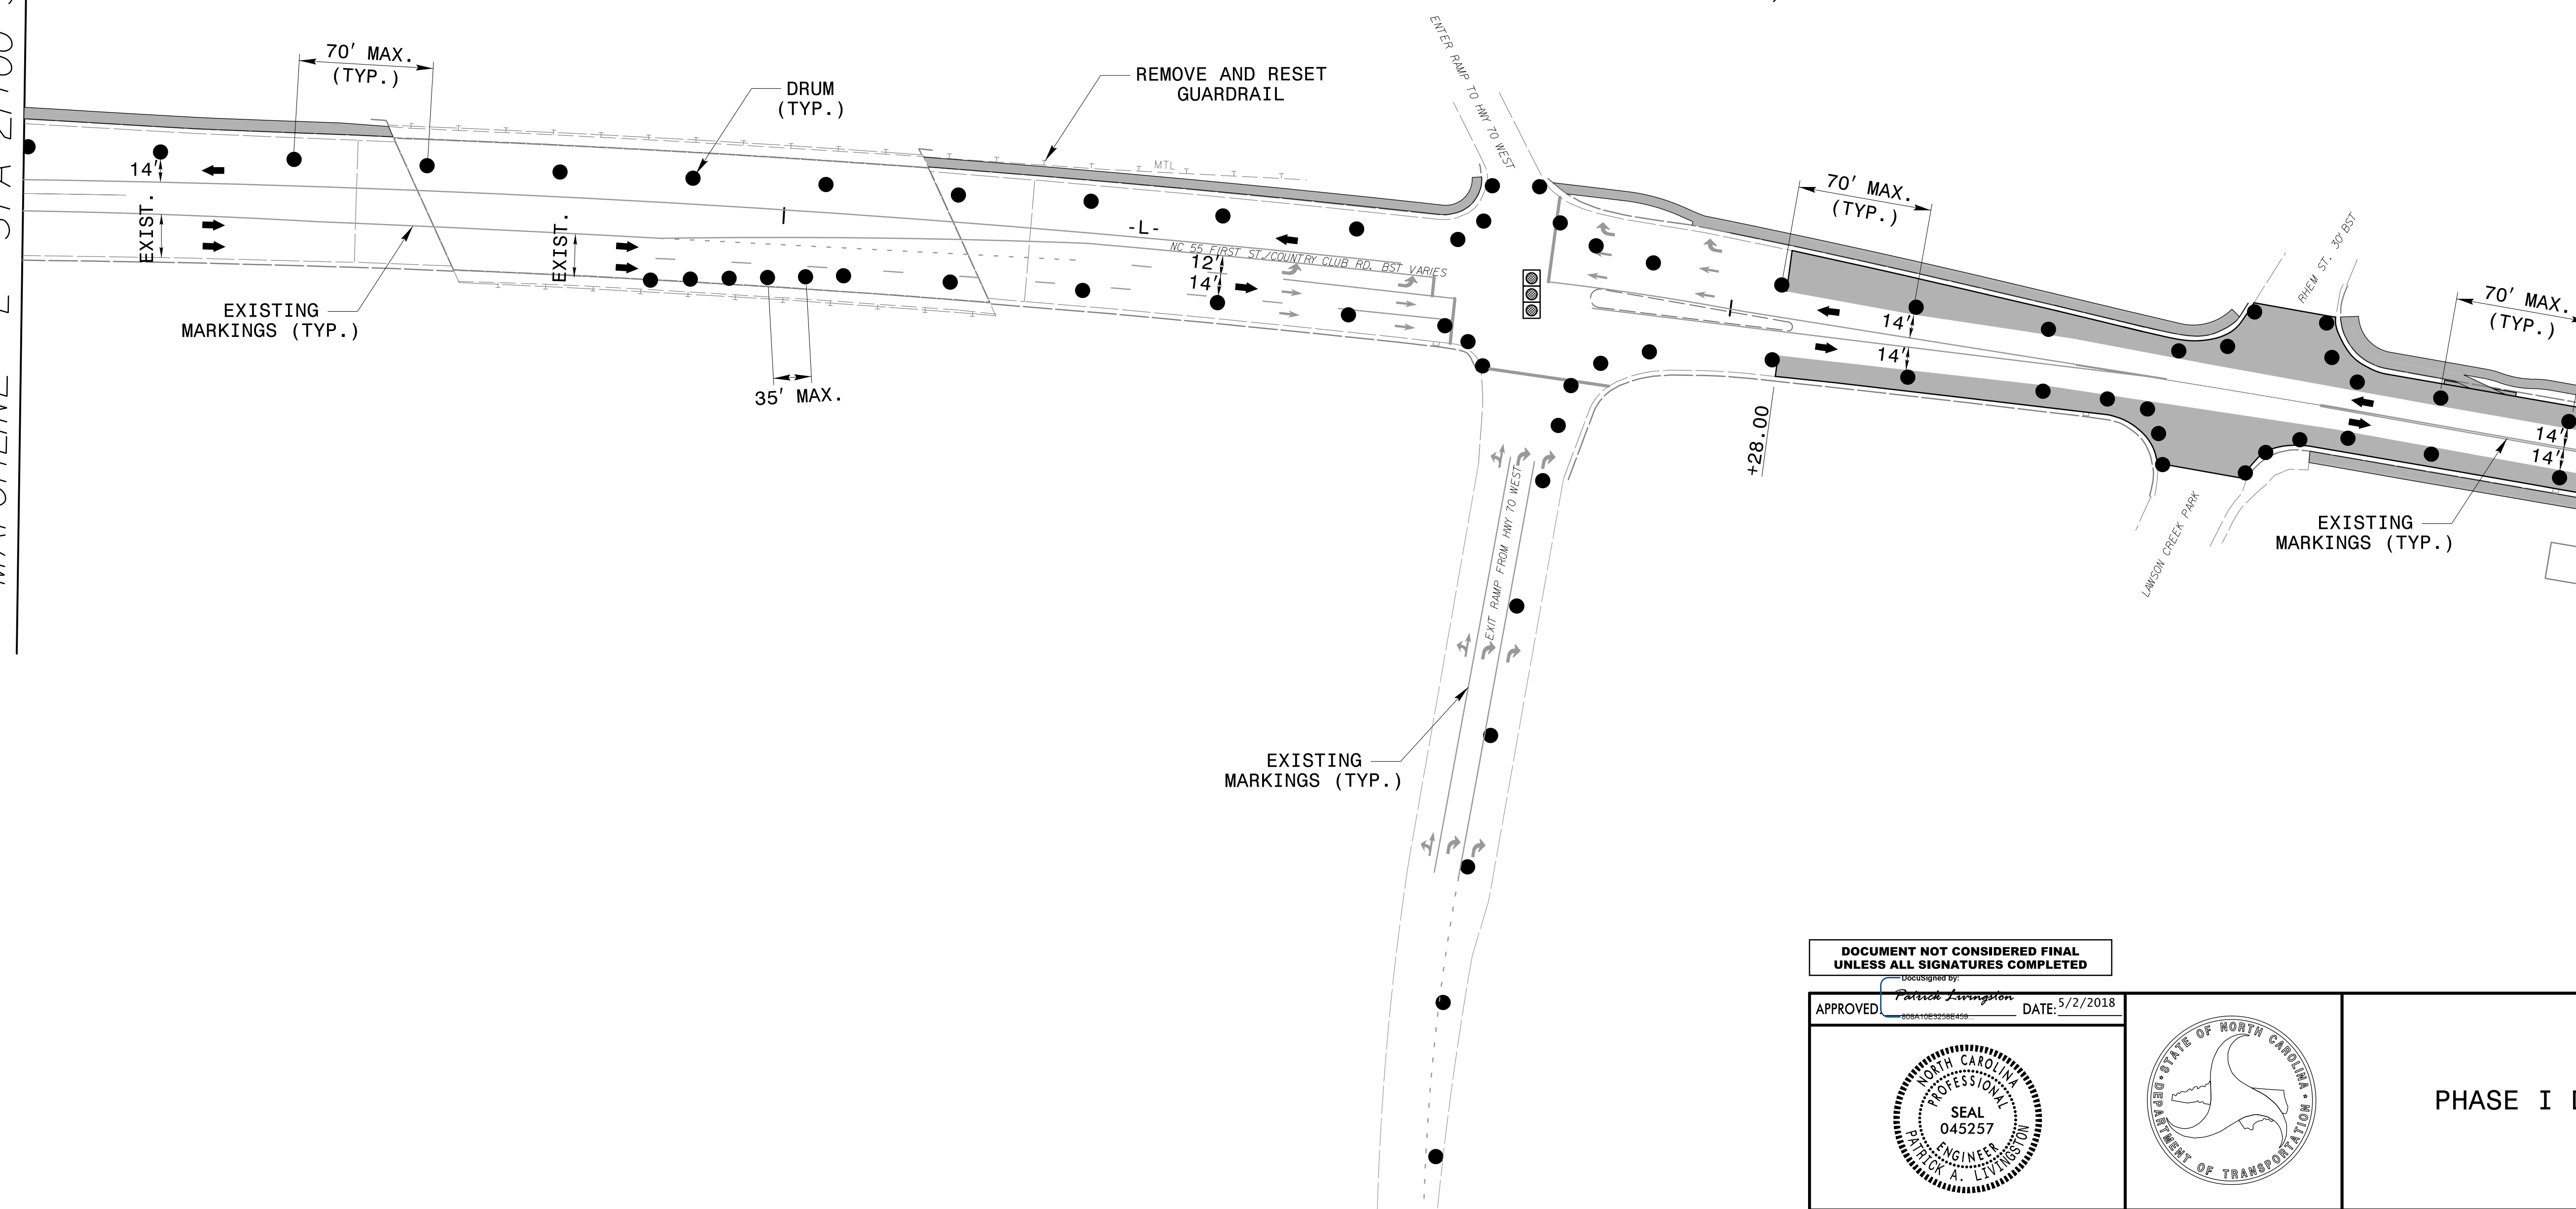 70' MAX.
(TYP.)
DRUM
(TYP.)
REMOVE AND RESET
GUARDRAIL
ENTER RAMP TO HWY 70 WEST
MTL
14'
EXIST.
EXIST.
-L-
NC 55 FIRST ST./COUNTRY CLUB RD. BST VARIES
12'
14'
EXISTING
MARKINGS (TYP.)
35' MAX.
70' MAX.
(TYP.)
14'
14'
+28.00
RHEM ST. 30' BST
70' MAX.
(TYP.)
14'
14'
LAWSON CREEK PARK
EXISTING
MARKINGS (TYP.)
EXIT RAMP FROM HWY 70 WEST
EXISTING
MARKINGS (TYP.)
DOCUMENT NOT CONSIDERED FINAL
UNLESS ALL SIGNATURES COMPLETED
DocuSigned by:
APPROVED:
Patrick Livingston
DATE:
5/2/2018
808A10E3258E459...
NORTH CAROLINA
PROFESSIONAL
SEAL
045257
ENGINEER
PATRICK A. LIVINGSTON
STATE OF NORTH CAROLINA
DEPARTMENT OF TRANSPORTATION
PHASE I